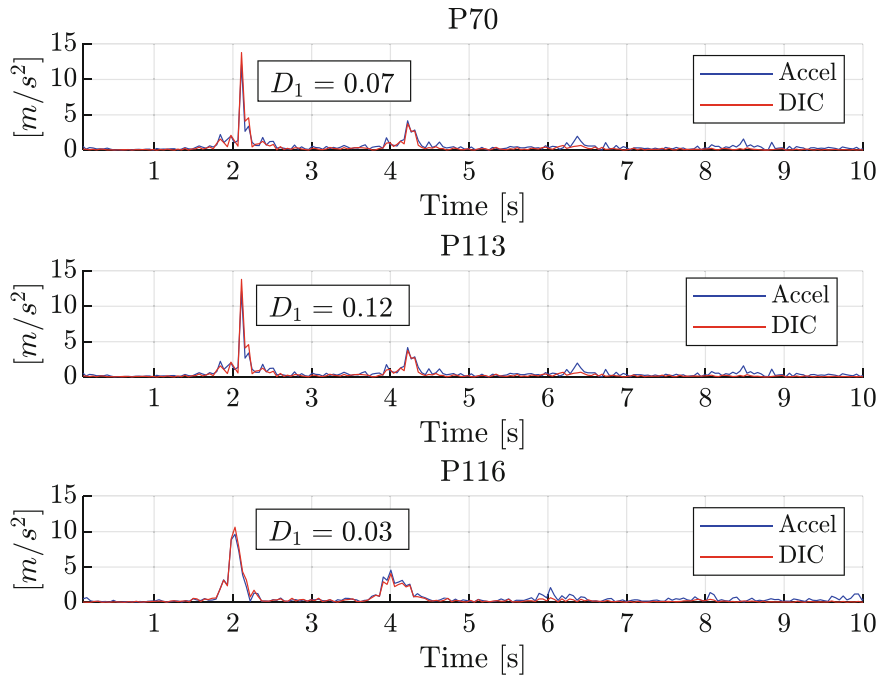 P70
15
10
5
0
[m/s²]
D₁ = 0.07
Accel
DIC
1 2 3 4 5 6 7 8 9 10
Time [s]
P113
15
10
5
0
[m/s²]
D₁ = 0.12
Accel
DIC
1 2 3 4 5 6 7 8 9 10
Time [s]
P116
15
10
5
0
[m/s²]
D₁ = 0.03
Accel
DIC
1 2 3 4 5 6 7 8 9 10
Time [s]